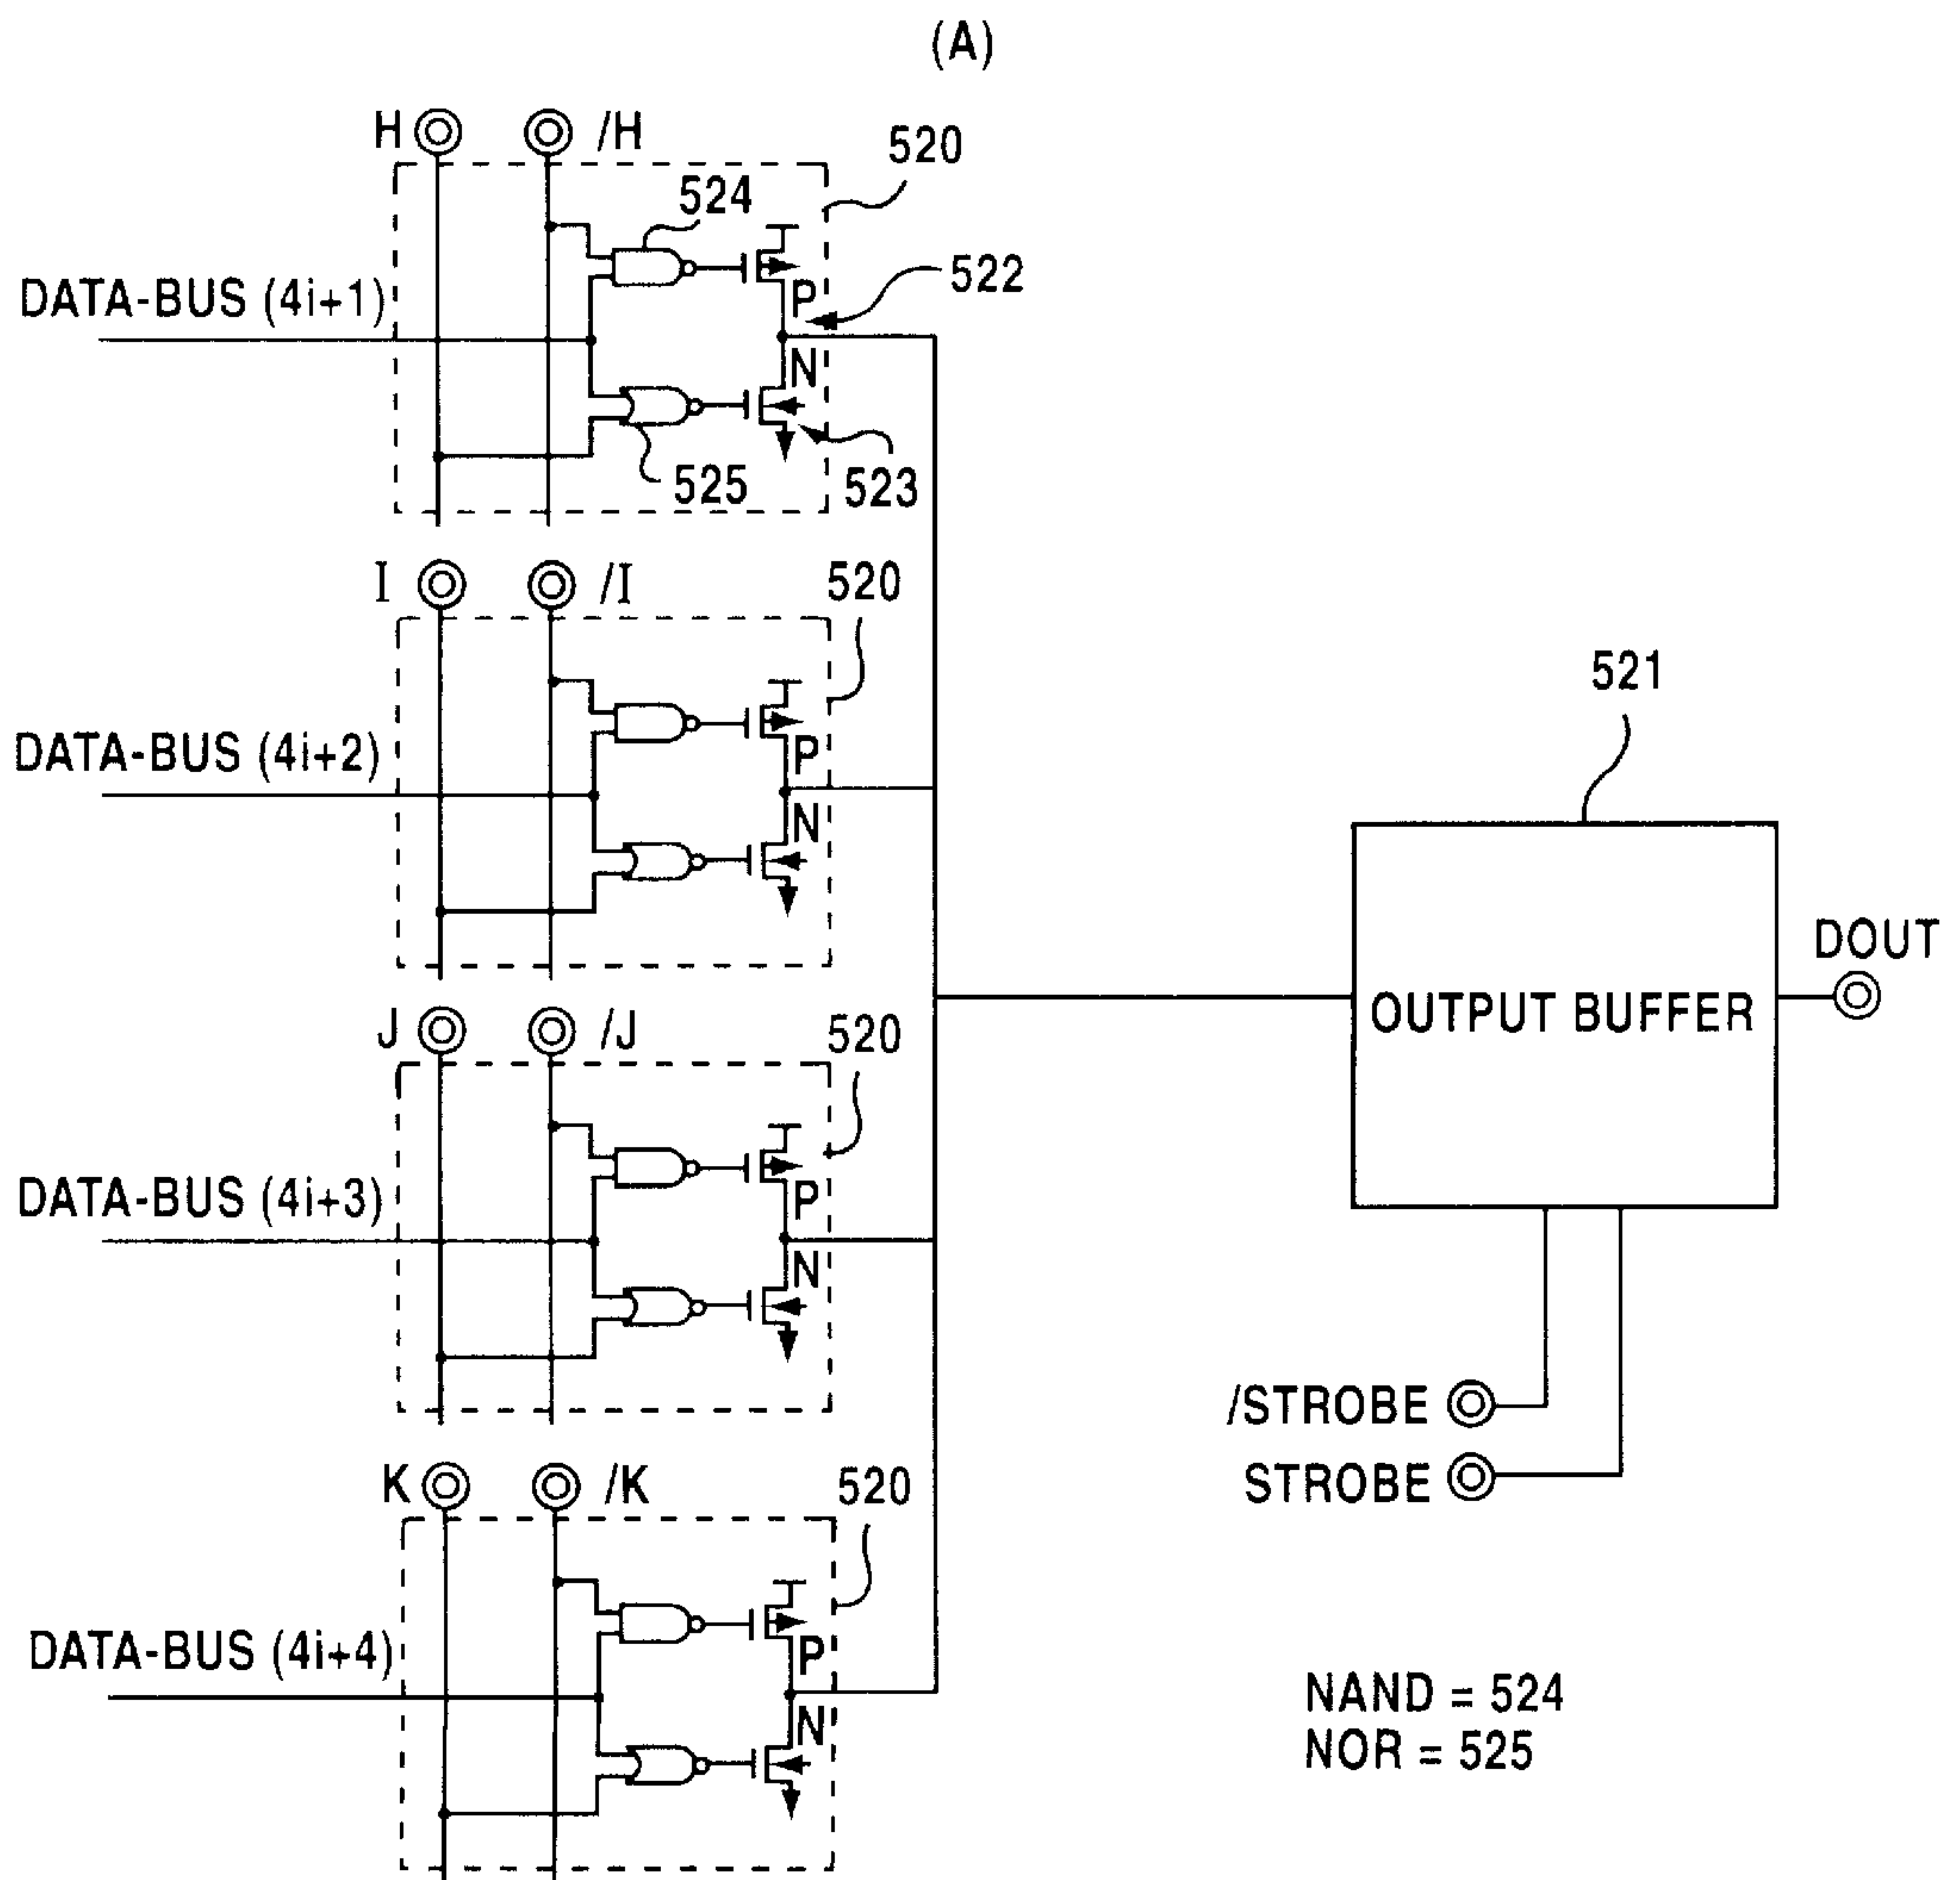 (A)
H /H
520
524
DATA-BUS (4i+1)
522
P
N
525
523
I /I
520
DATA-BUS (4i+2)
P
N
521
DOUT
OUTPUT BUFFER
J /J
520
DATA-BUS (4i+3)
P
N
/STROBE
STROBE
K /K
520
DATA-BUS (4i+4)
P
N
NAND = 524
NOR = 525